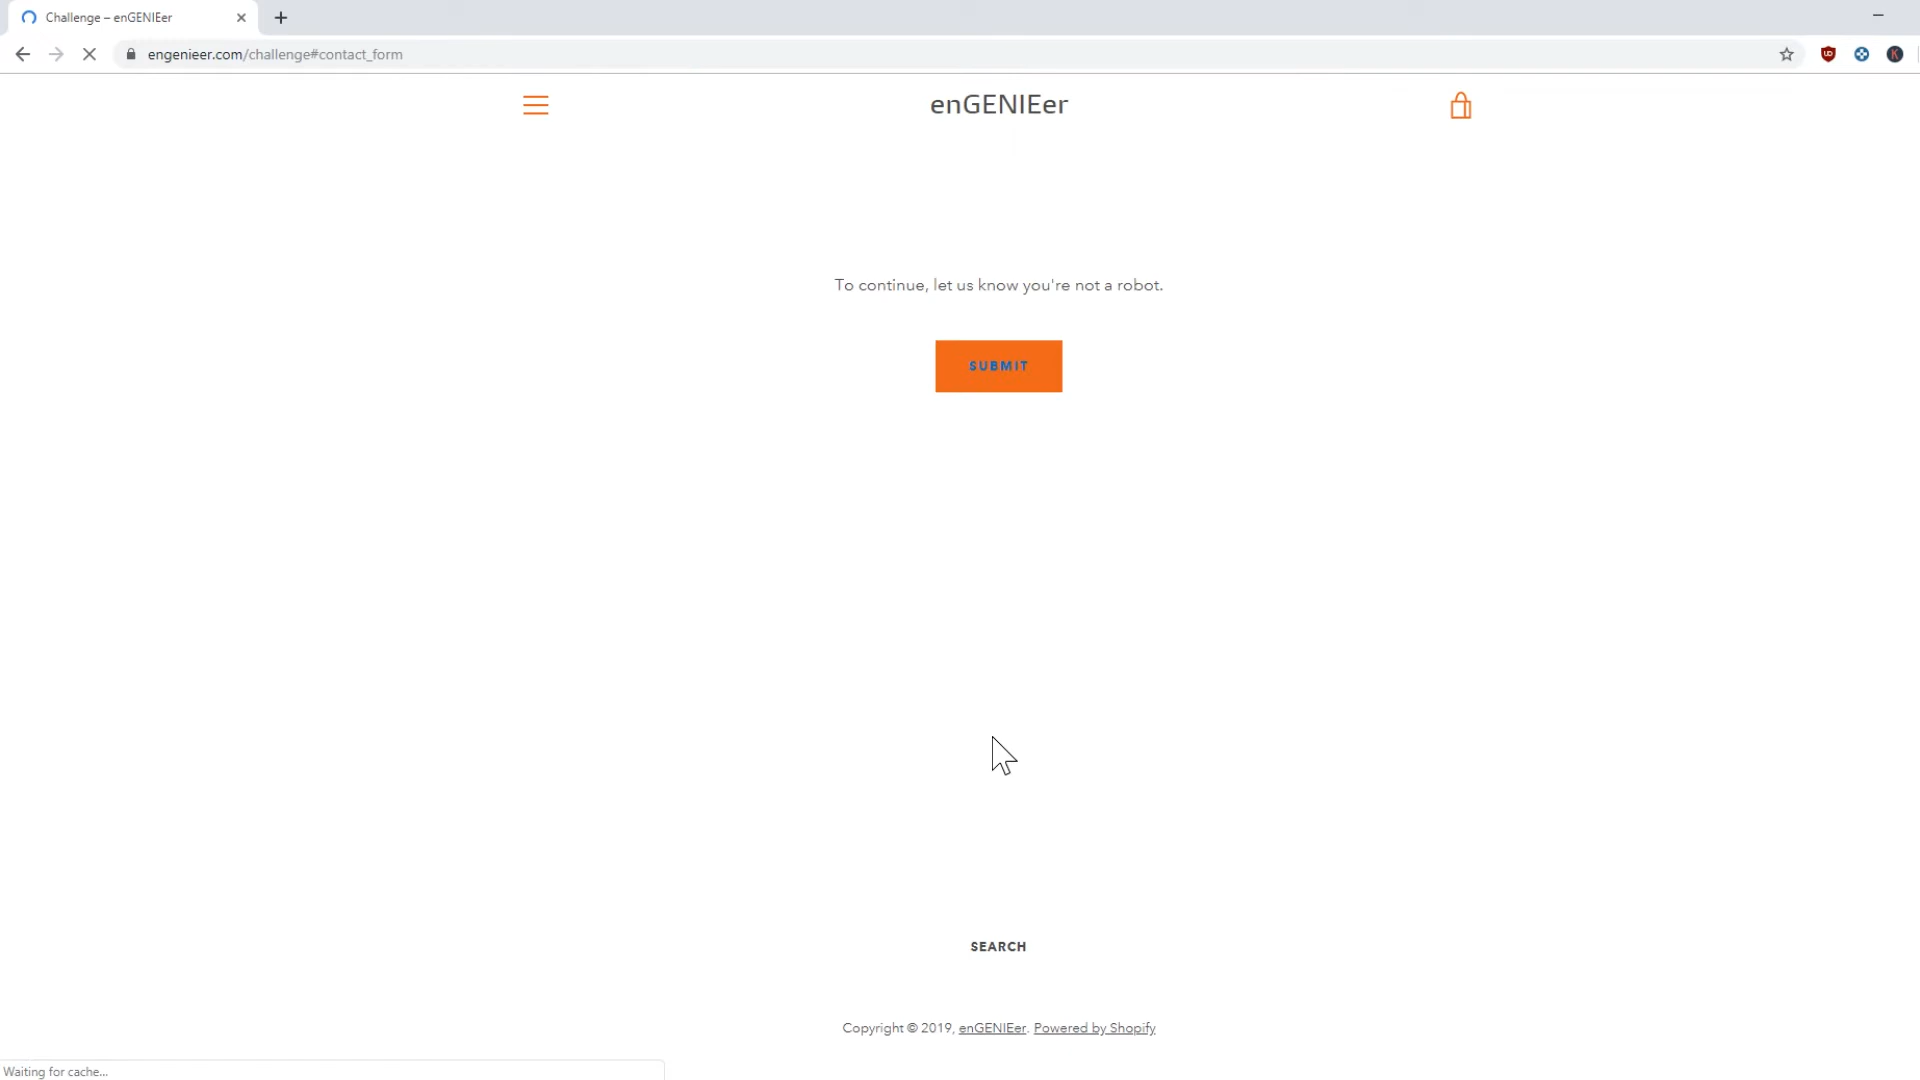 Challenge – enGENIEer
engenieer.com/challenge#contact_form
K
enGENIEer
To continue, let us know you're not a robot.
SUBMIT
SEARCH
Copyright © 2019, enGENIEer. Powered by Shopify
Waiting for cache...